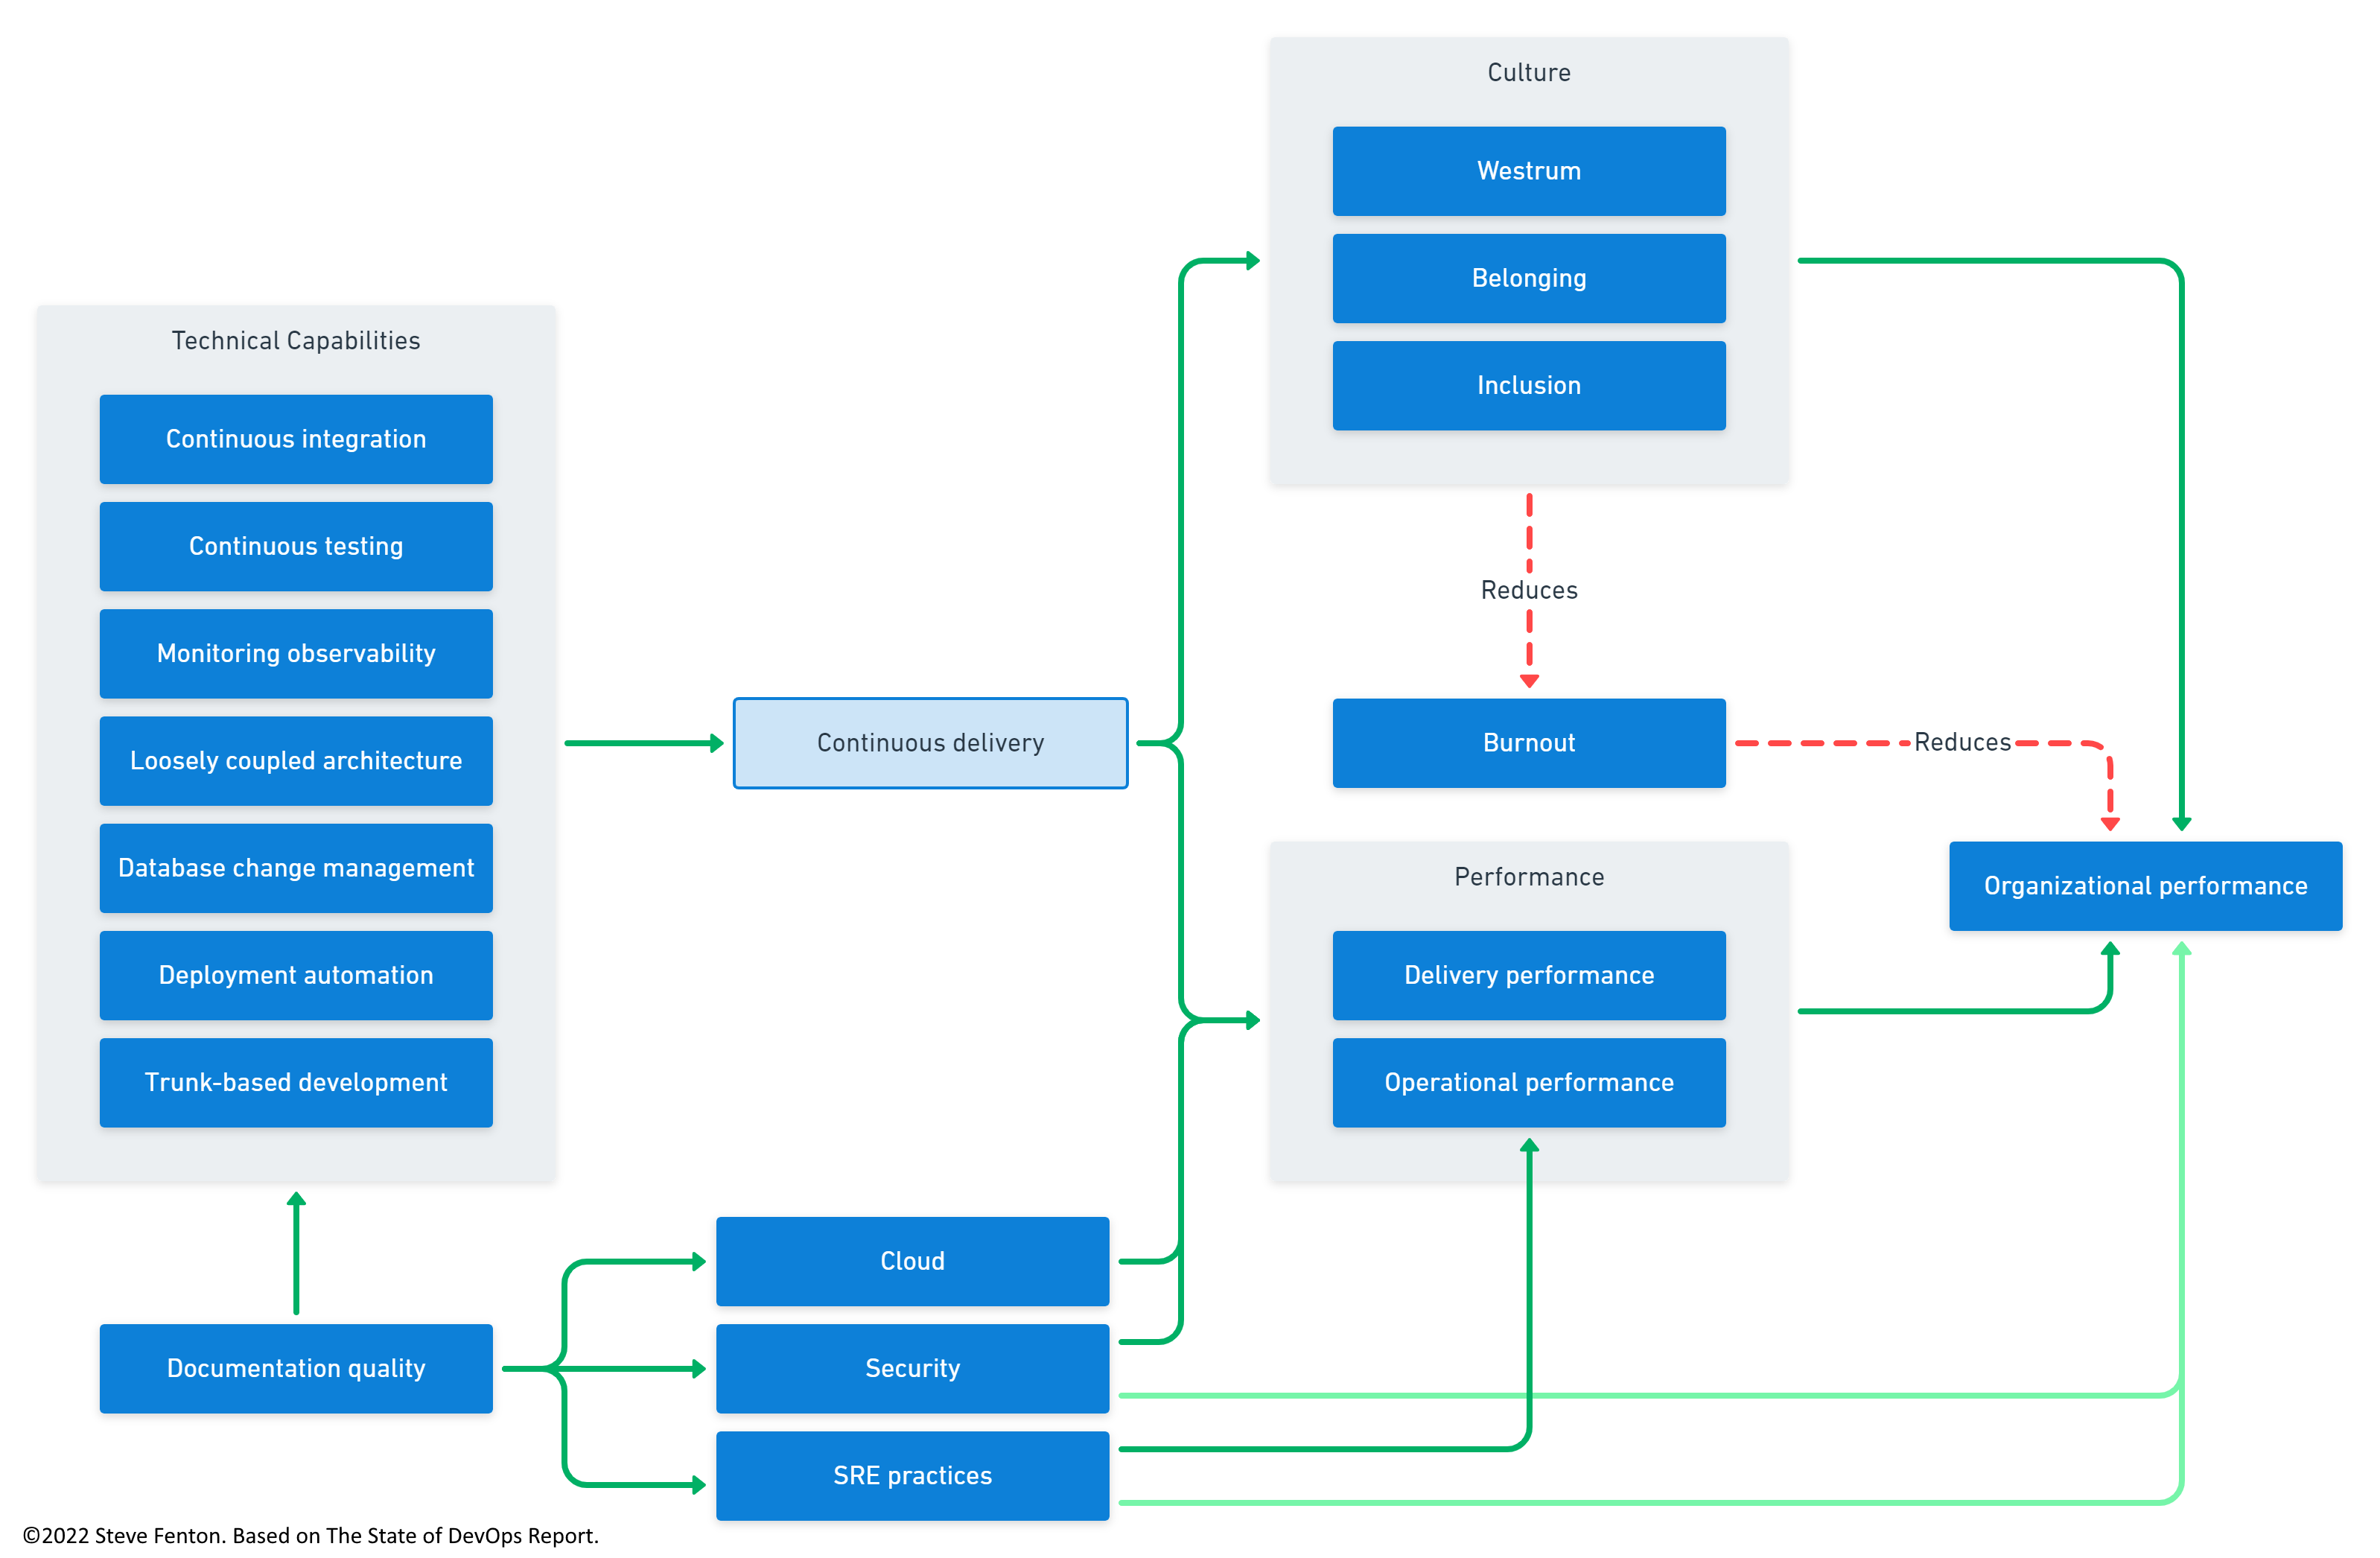 Culture
Westrum
Belonging
Inclusion
Technical Capabilities
Continuous integration
Continuous testing
Monitoring observability
Loosely coupled architecture
Database change management
Deployment automation
Trunk-based development
Continuous delivery
Reduces
Burnout
Reduces
Performance
Delivery performance
Operational performance
Organizational performance
Documentation quality
Cloud
Security
SRE practices
©2022 Steve Fenton. Based on The State of DevOps Report.